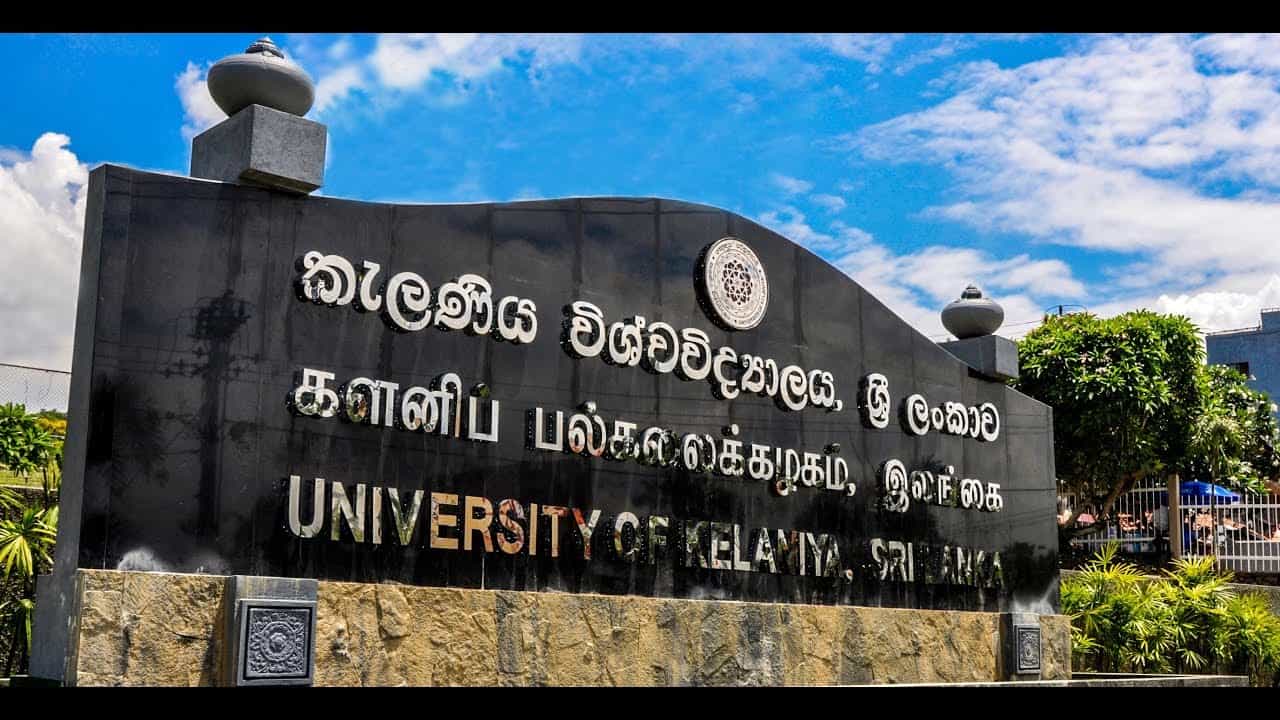 කැලණිය විශ්වවිද්‍යාලය, ශ්‍රී ලංකාව
களனிப பல்கலைக்கழகம், இலங்கை
UNIVERSITY OF KELANIYA, SRI LANKA